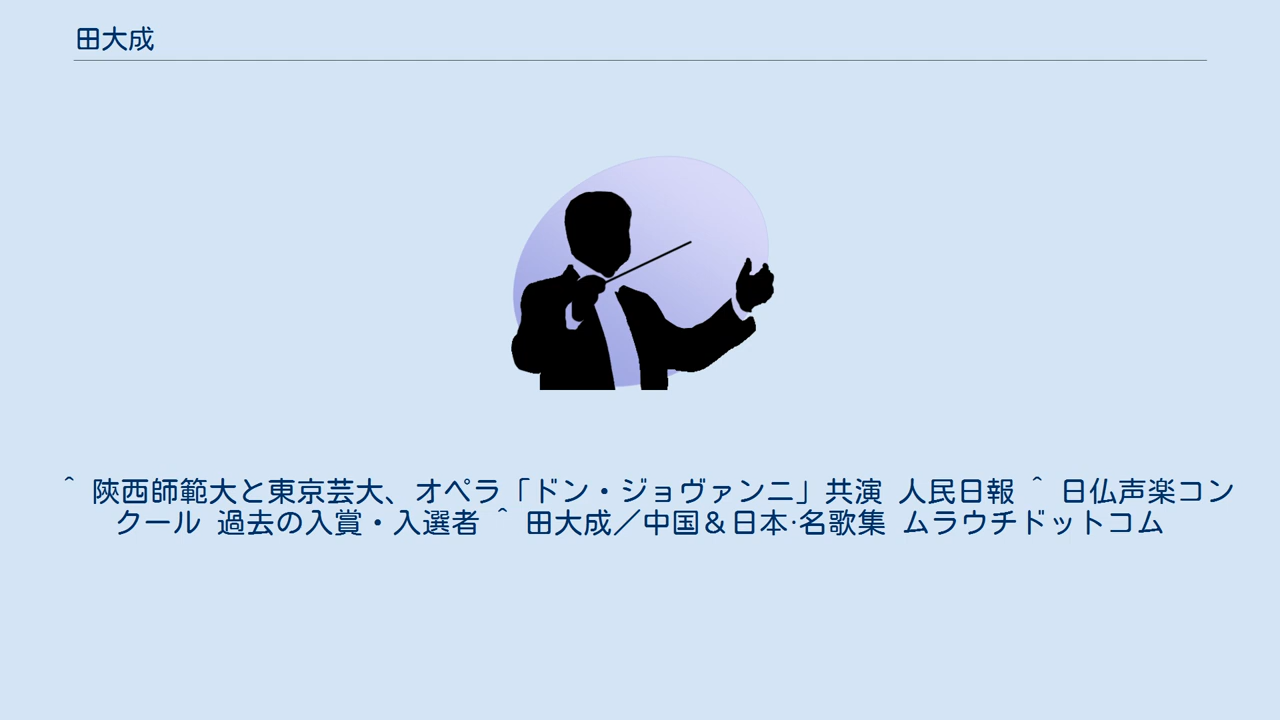 田大成
^ 陝西師範大と東京芸大、オペラ「ドン・ジョヴァンニ」共演 人民日報 ^ 日仏声楽コン
クール 過去の入賞・入選者 ^ 田大成／中国＆日本·名歌集 ムラウチドットコム